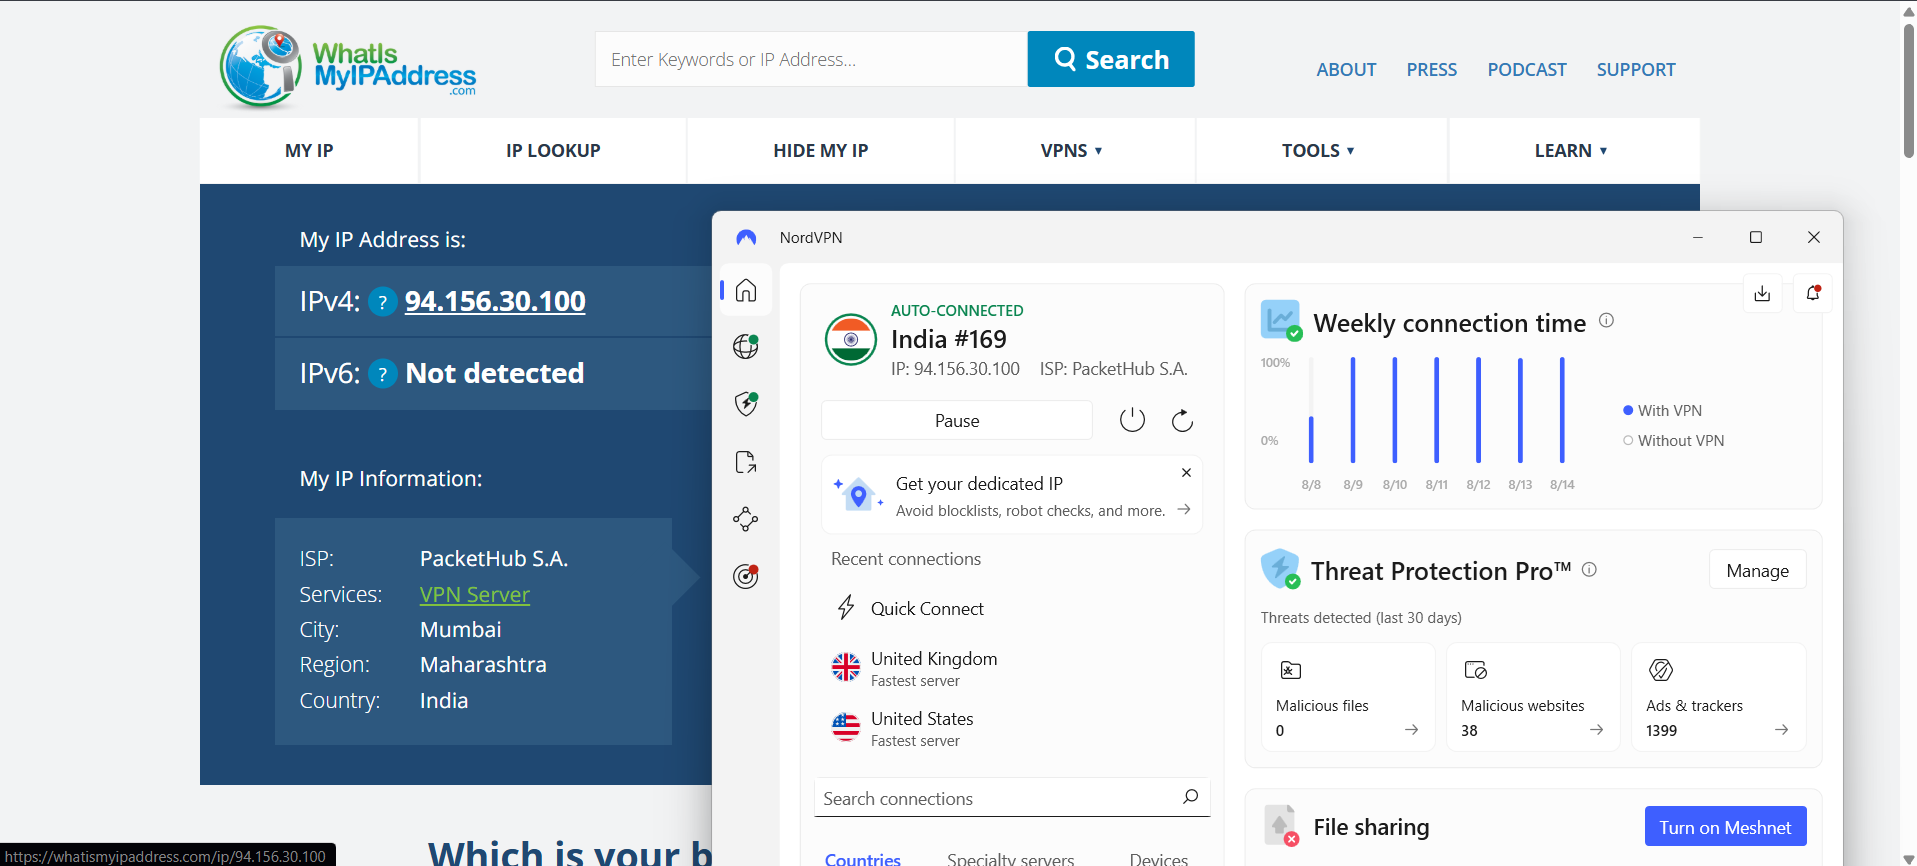 WhatIs
MyIPAddress
.com
Enter Keywords or IP Address...
Search
ABOUT
PRESS
PODCAST
SUPPORT
MY IP
IP LOOKUP
HIDE MY IP
VPNS ▾
TOOLS ▾
LEARN ▾
My IP Address is:
IPv4: ? 94.156.30.100
IPv6: ? Not detected
My IP Information:
ISP: PacketHub S.A.
Services: VPN Server
City: Mumbai
Region: Maharashtra
Country: India
Which is your b
https://whatismyipaddress.com/ip/94.156.30.100
NordVPN
AUTO-CONNECTED
India #169
IP: 94.156.30.100 ISP: PacketHub S.A.
Pause
Get your dedicated IP
Avoid blocklists, robot checks, and more.
Recent connections
Quick Connect
United Kingdom
Fastest server
United States
Fastest server
Search connections
Countries
Specialty servers
Devices
Weekly connection time
100%
0%
8/8 8/9 8/10 8/11 8/12 8/13 8/14
With VPN
Without VPN
Threat Protection Pro™
Manage
Threats detected (last 30 days)
Malicious files
0
Malicious websites
38
Ads & trackers
1399
File sharing
Turn on Meshnet